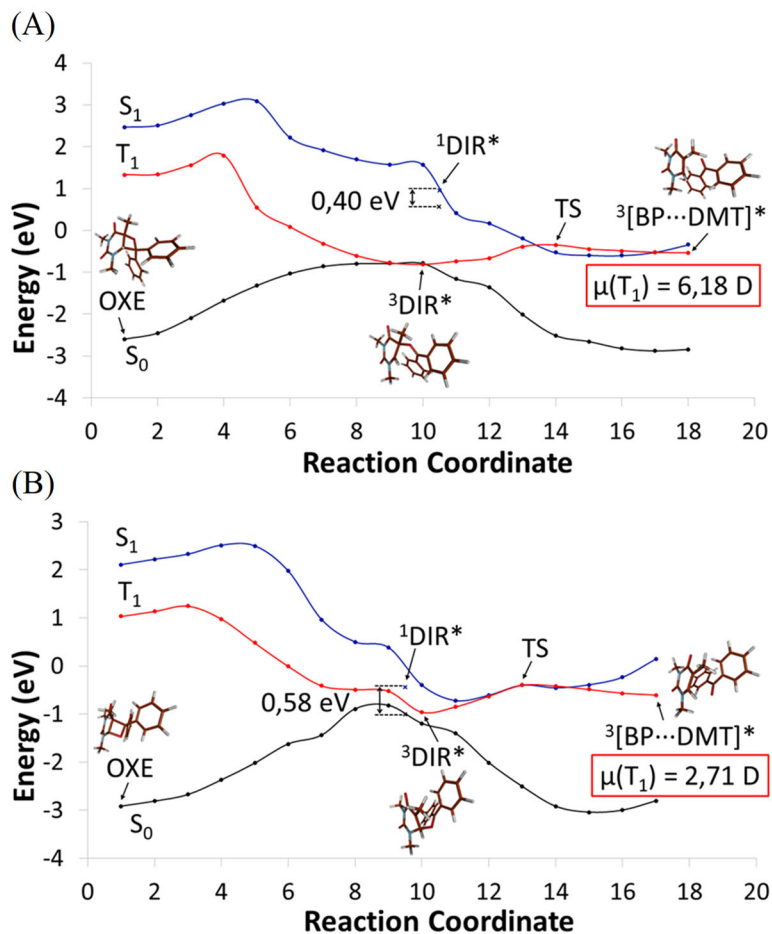 (A)
4
3
2
1
0
-1
-2
-3
-4
Energy (eV)
S1
T1
OXE
S0
0,40 eV
¹DIR*
³DIR*
TS
³[BP···DMT]*
μ(T₁) = 6,18 D
0 2 4 6 8 10 12 14 16 18 20
Reaction Coordinate
(B)
3
2
1
0
-1
-2
-3
-4
Energy (eV)
S1
T1
OXE
S0
0,58 eV
¹DIR*
³DIR*
TS
³[BP···DMT]*
μ(T₁) = 2,71 D
0 2 4 6 8 10 12 14 16 18 20
Reaction Coordinate